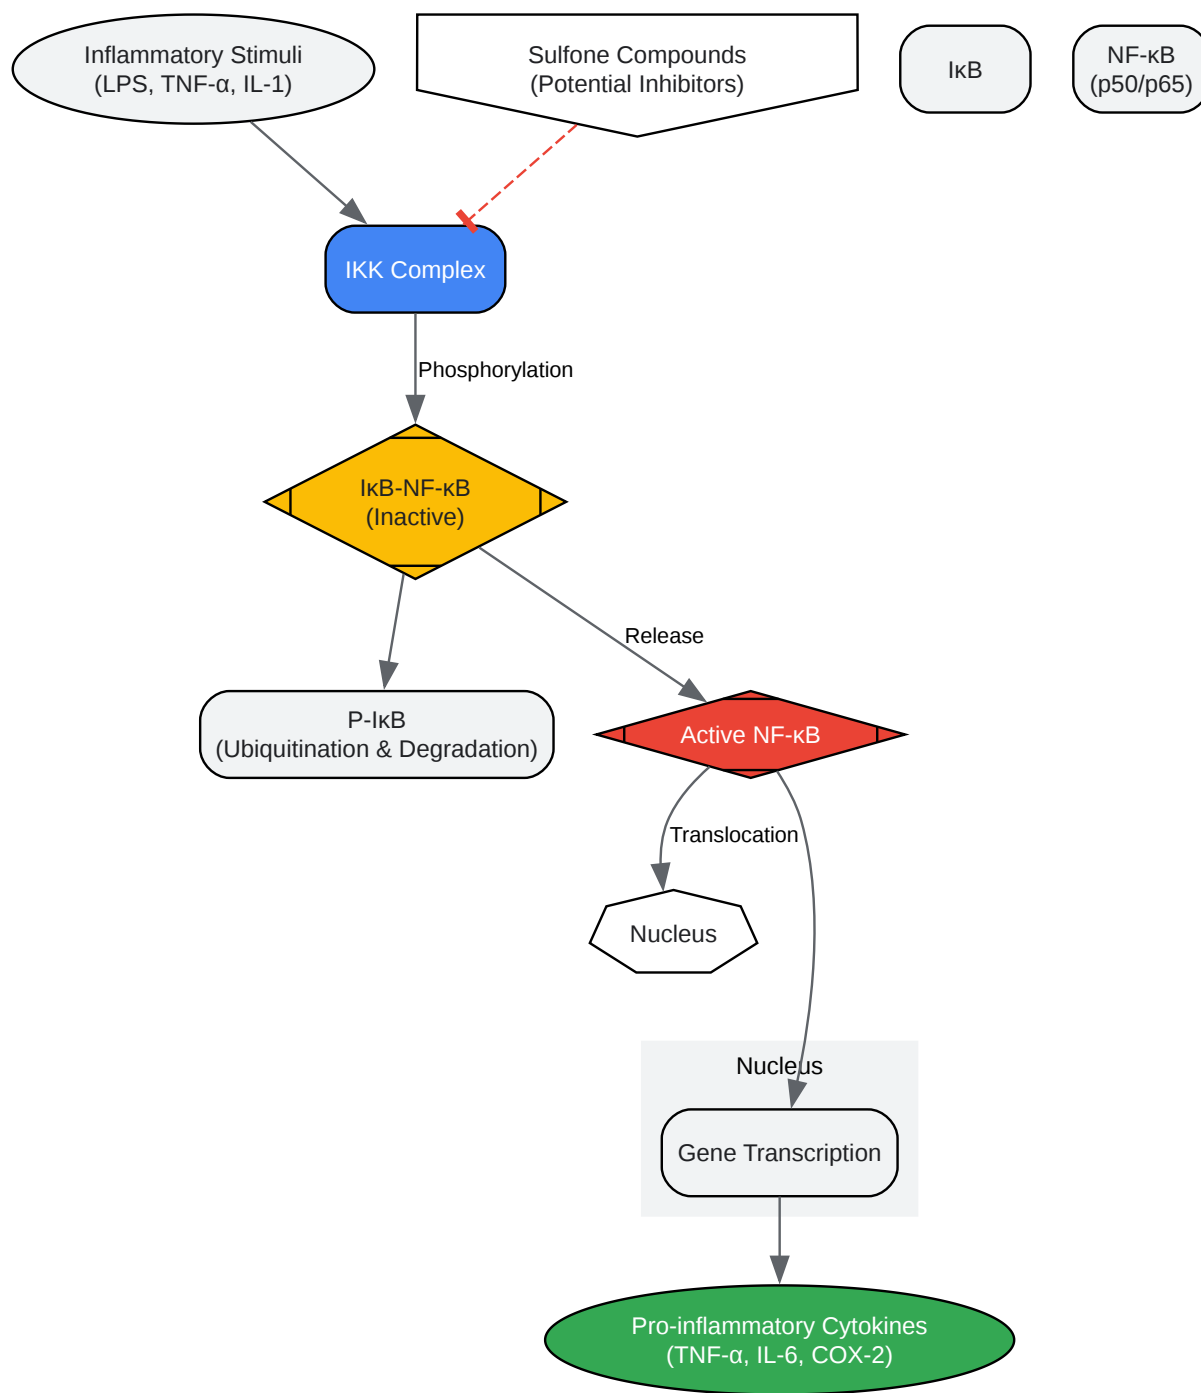 Inflammatory Stimuli
(LPS, TNF-α, IL-1)
Sulfone Compounds
(Potential Inhibitors)
IκB
NF-κB
(p50/p65)
IKK Complex
Phosphorylation
IκB-NF-κB
(Inactive)
Release
P-IκB
(Ubiquitination & Degradation)
Active NF-κB
Translocation
Nucleus
Nucleus
Gene Transcription
Pro-inflammatory Cytokines
(TNF-α, IL-6, COX-2)